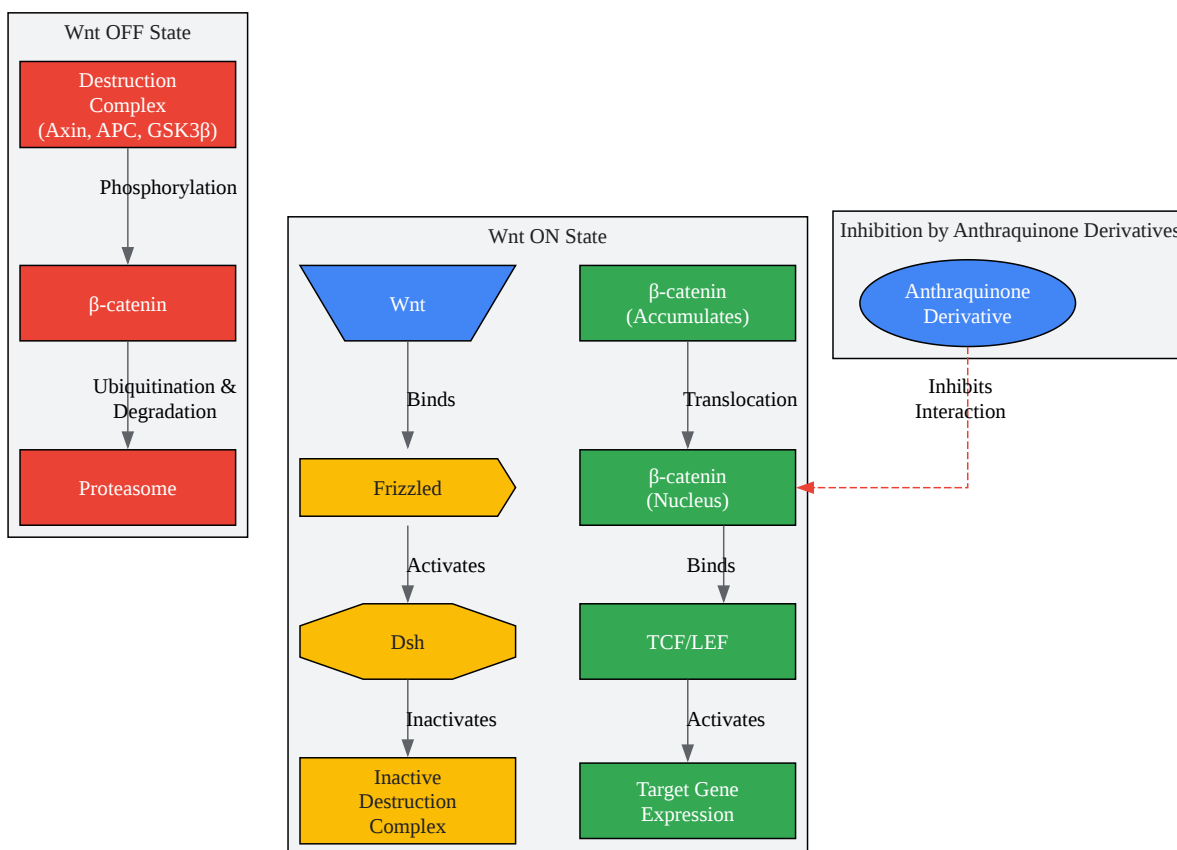 Wnt OFF State
Destruction
Complex
(Axin, APC, GSK3β)
Phosphorylation
β-catenin
Ubiquitination &
Degradation
Proteasome
Wnt ON State
Wnt
Binds
Frizzled
Activates
Dsh
Inactivates
Inactive
Destruction
Complex
β-catenin
(Accumulates)
Translocation
β-catenin
(Nucleus)
Binds
TCF/LEF
Activates
Target Gene
Expression
Inhibition by Anthraquinone Derivatives
Anthraquinone
Derivative
Inhibits
Interaction